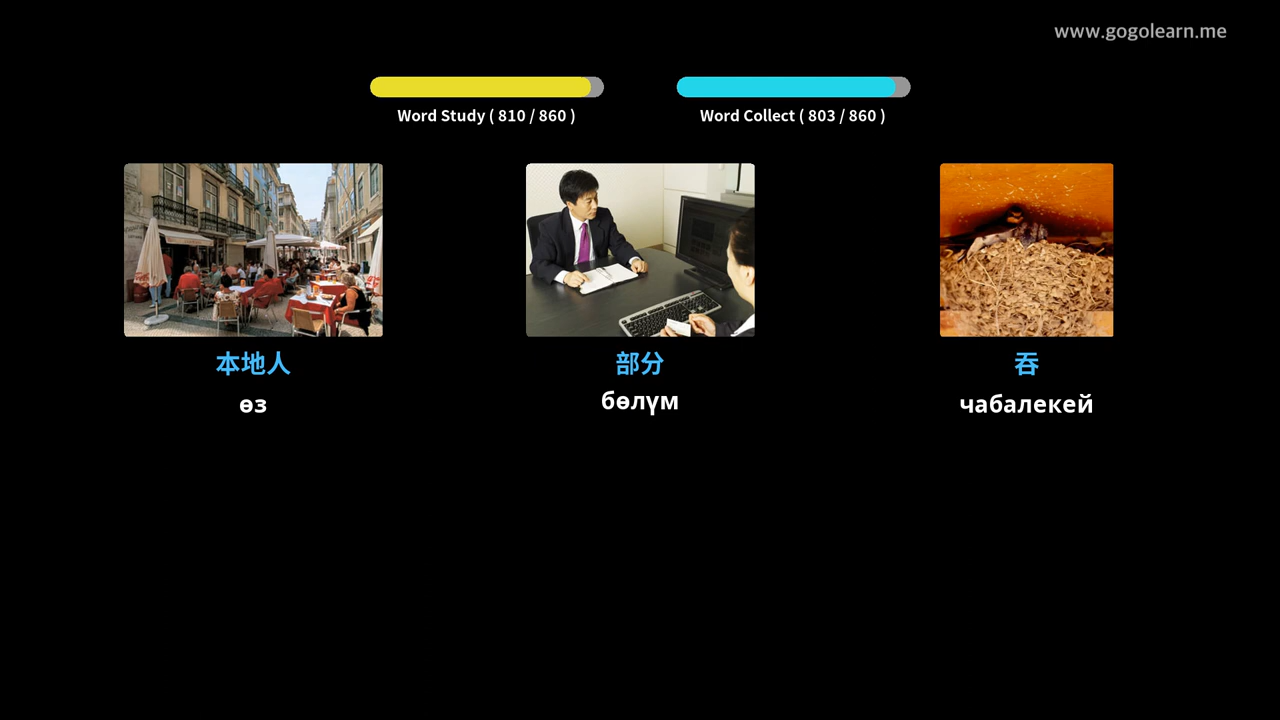 www.gogolearn.me
Word Study ( 810 / 860 )
Word Collect ( 803 / 860 )
本地人
部分
吞
өз
бөлүм
чабалекей